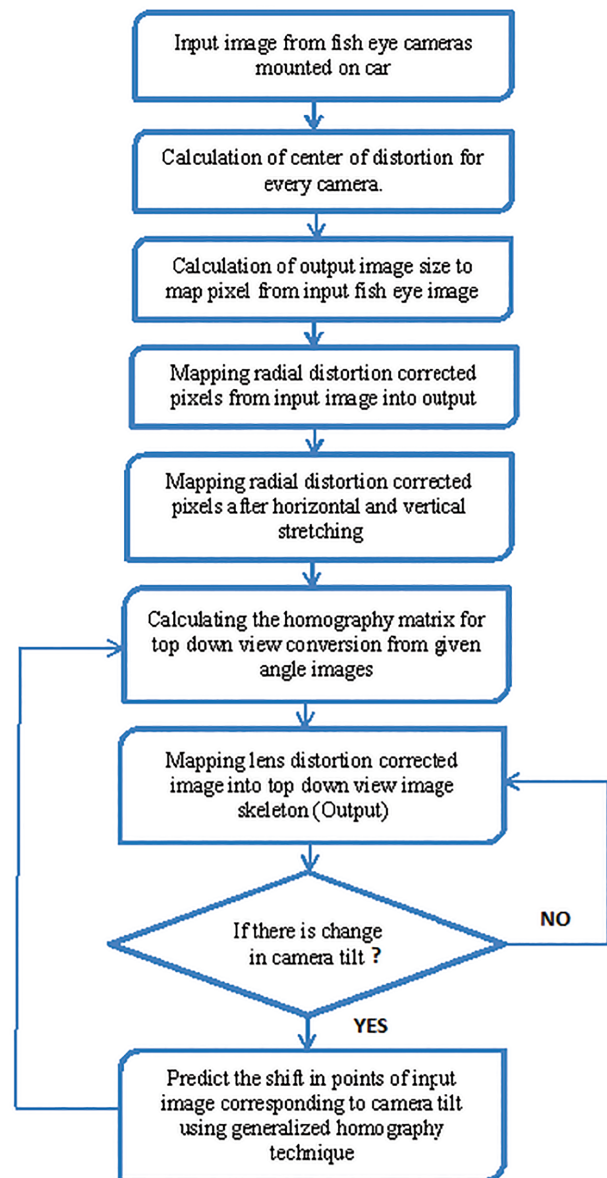 Input image from fish eye cameras
mounted on car
Calculation of center of distortion for
every camera.
Calculation of output image size to
map pixel from input fish eye image
Mapping radial distortion corrected
pixels from input image into output
Mapping radial distortion corrected
pixels after horizontal and vertical
stretching
Calculating the homography matrix for
top down view conversion from given
angle images
Mapping lens distortion corrected
image into top down view image
skeleton (Output)
If there is change
in camera tilt ?
NO
YES
Predict the shift in points of input
image corresponding to camera tilt
using generalized homography
technique